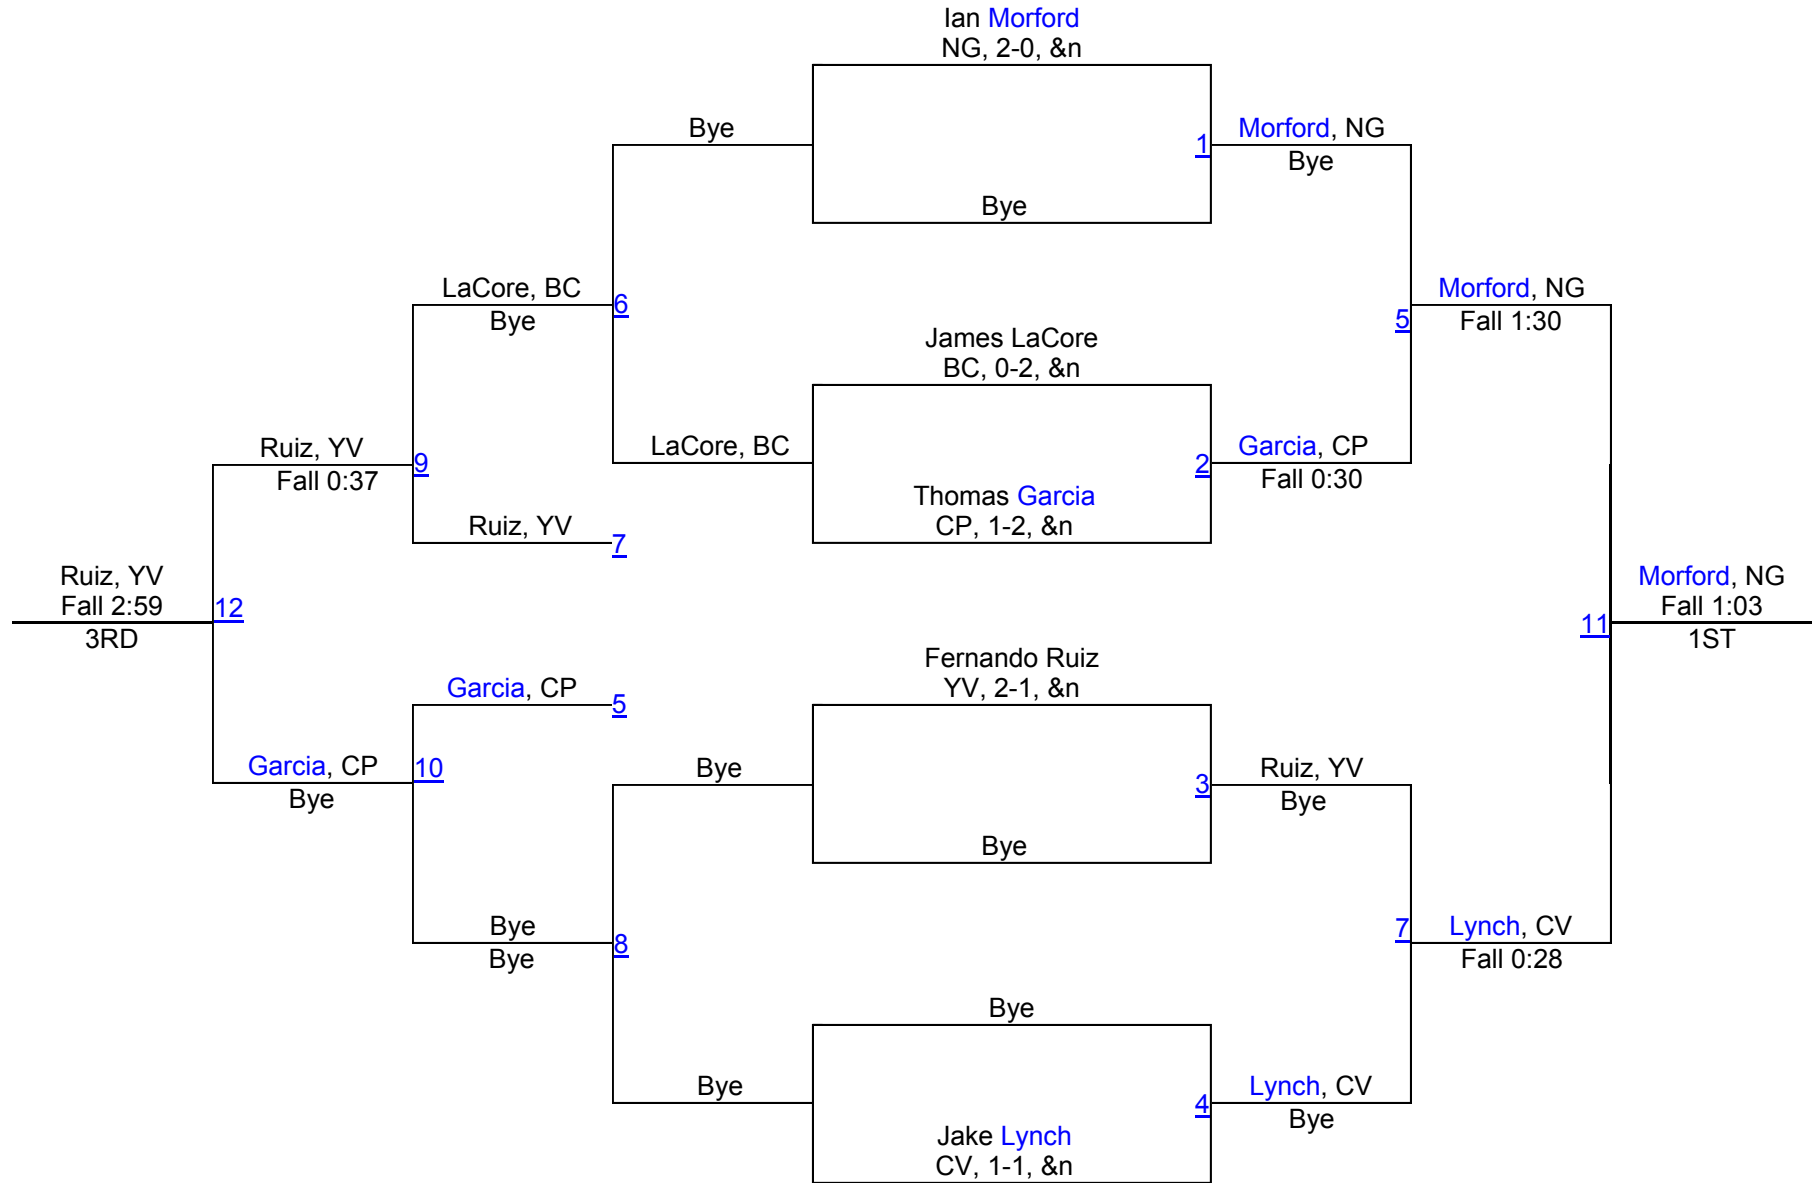 Ian Morford
NG, 2-0, &n
Bye
1
Morford, NG
Bye
Bye
LaCore, BC
Bye
6
Morford, NG
Fall 1:30
5
James LaCore
BC, 0-2, &n
Ruiz, YV
Fall 0:37
9
LaCore, BC
2
Garcia, CP
Fall 0:30
Thomas Garcia
CP, 1-2, &n
Ruiz, YV
7
Ruiz, YV
Fall 2:59
3RD
12
Morford, NG
Fall 1:03
1ST
11
Fernando Ruiz
YV, 2-1, &n
Garcia, CP
5
Garcia, CP
Bye
10
Bye
3
Ruiz, YV
Bye
Bye
Bye
Bye
8
7
Lynch, CV
Fall 0:28
Bye
Bye
4
Lynch, CV
Bye
Jake Lynch
CV, 1-1, &n